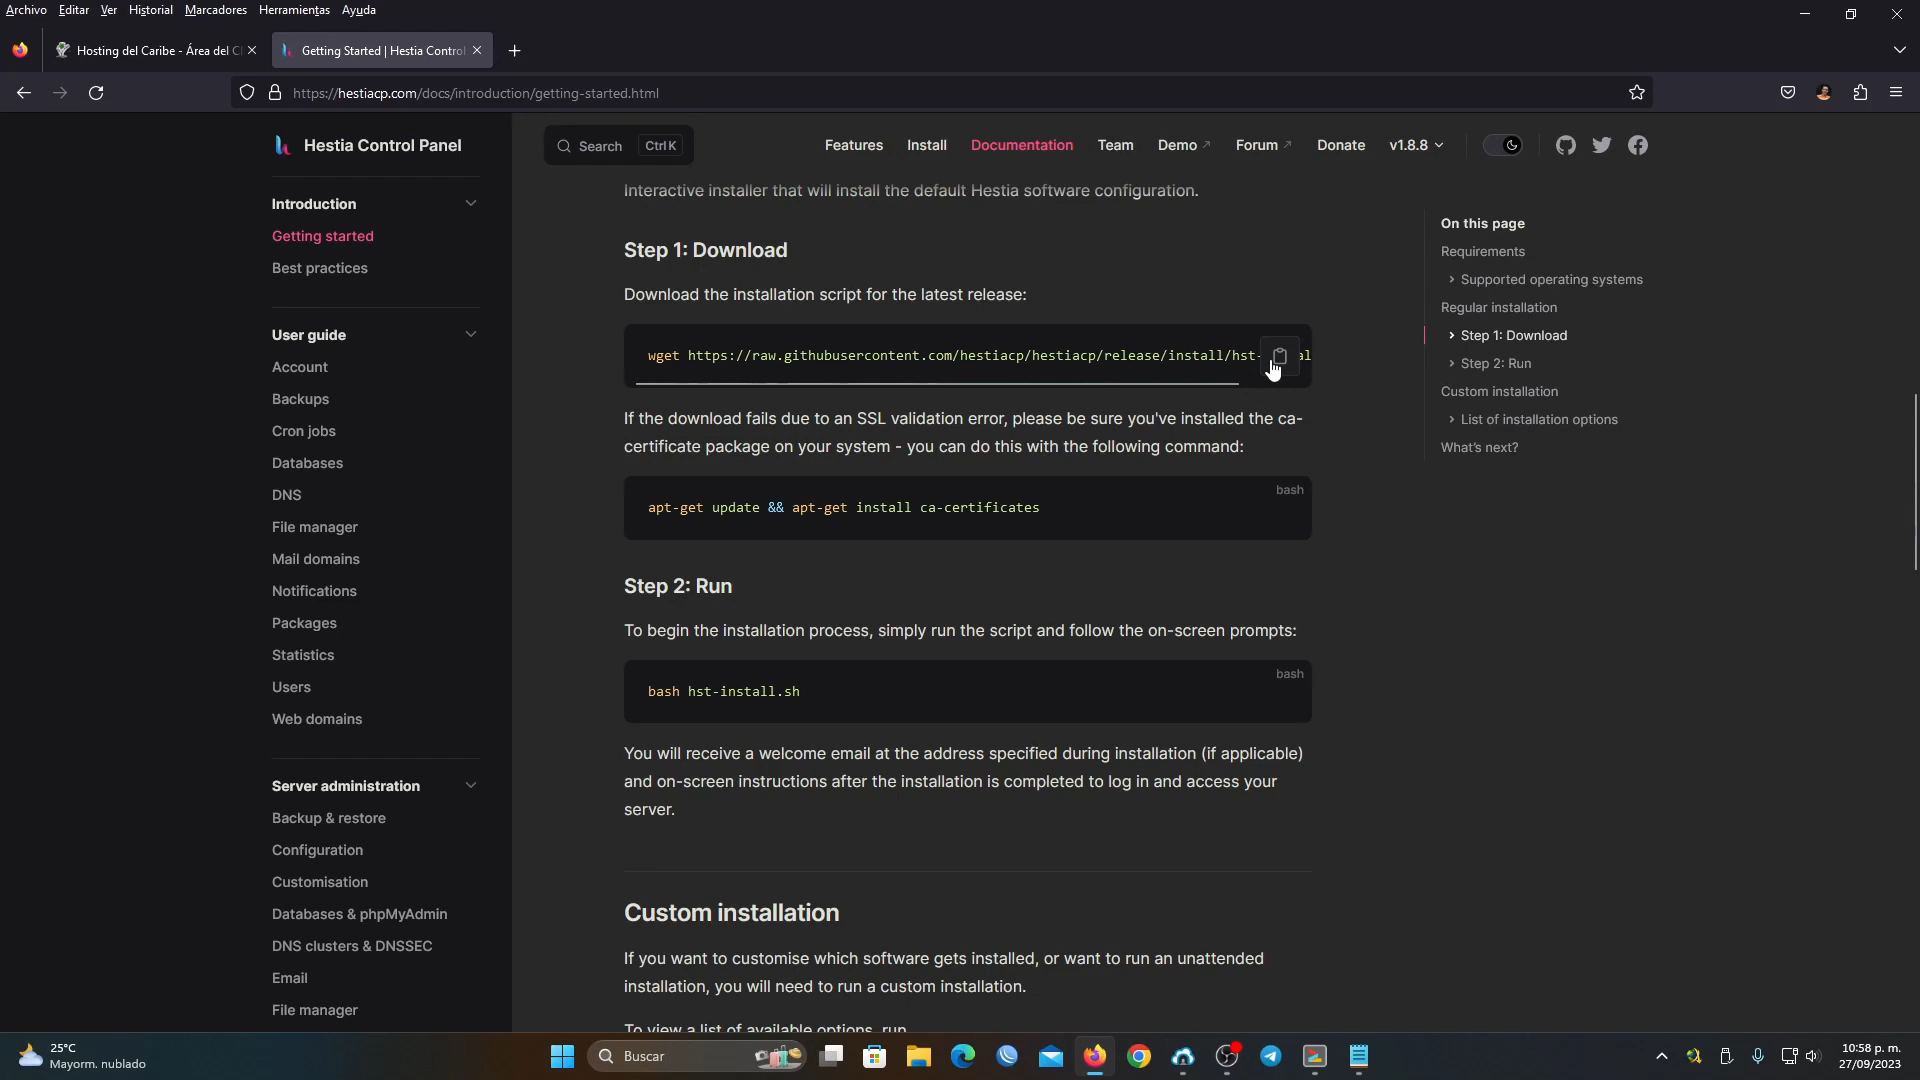 Archivo Editar Ver Historial Marcadores Herramientas Ayuda
Hosting del Caribe - Área del Cl
Getting Started | Hestia Control
https://hestiacp.com/docs/introduction/getting-started.html
Hestia Control Panel
Search Ctrl K
Features Install Documentation Team Demo Forum Donate v1.8.8
Introduction
Getting started
Best practices
User guide
Account
Backups
Cron jobs
Databases
DNS
File manager
Mail domains
Notifications
Packages
Statistics
Users
Web domains
Server administration
Backup & restore
Configuration
Customisation
Databases & phpMyAdmin
DNS clusters & DNSSEC
Email
File manager
Interactive installer that will install the default Hestia software configuration.
Step 1: Download
Download the installation script for the latest release:
wget https://raw.githubusercontent.com/hestiacp/hestiacp/release/install/hst-
If the download fails due to an SSL validation error, please be sure you've installed the ca-
certificate package on your system - you can do this with the following command:
bash
apt-get update && apt-get install ca-certificates
Step 2: Run
To begin the installation process, simply run the script and follow the on-screen prompts:
bash
bash hst-install.sh
You will receive a welcome email at the address specified during installation (if applicable)
and on-screen instructions after the installation is completed to log in and access your
server.
Custom installation
If you want to customise which software gets installed, or want to run an unattended
installation, you will need to run a custom installation.
To view a list of available options, run
On this page
Requirements
Supported operating systems
Regular installation
Step 1: Download
Step 2: Run
Custom installation
List of installation options
What's next?
25°C
Mayorm. nublado
Buscar
10:58 p. m.
27/09/2023